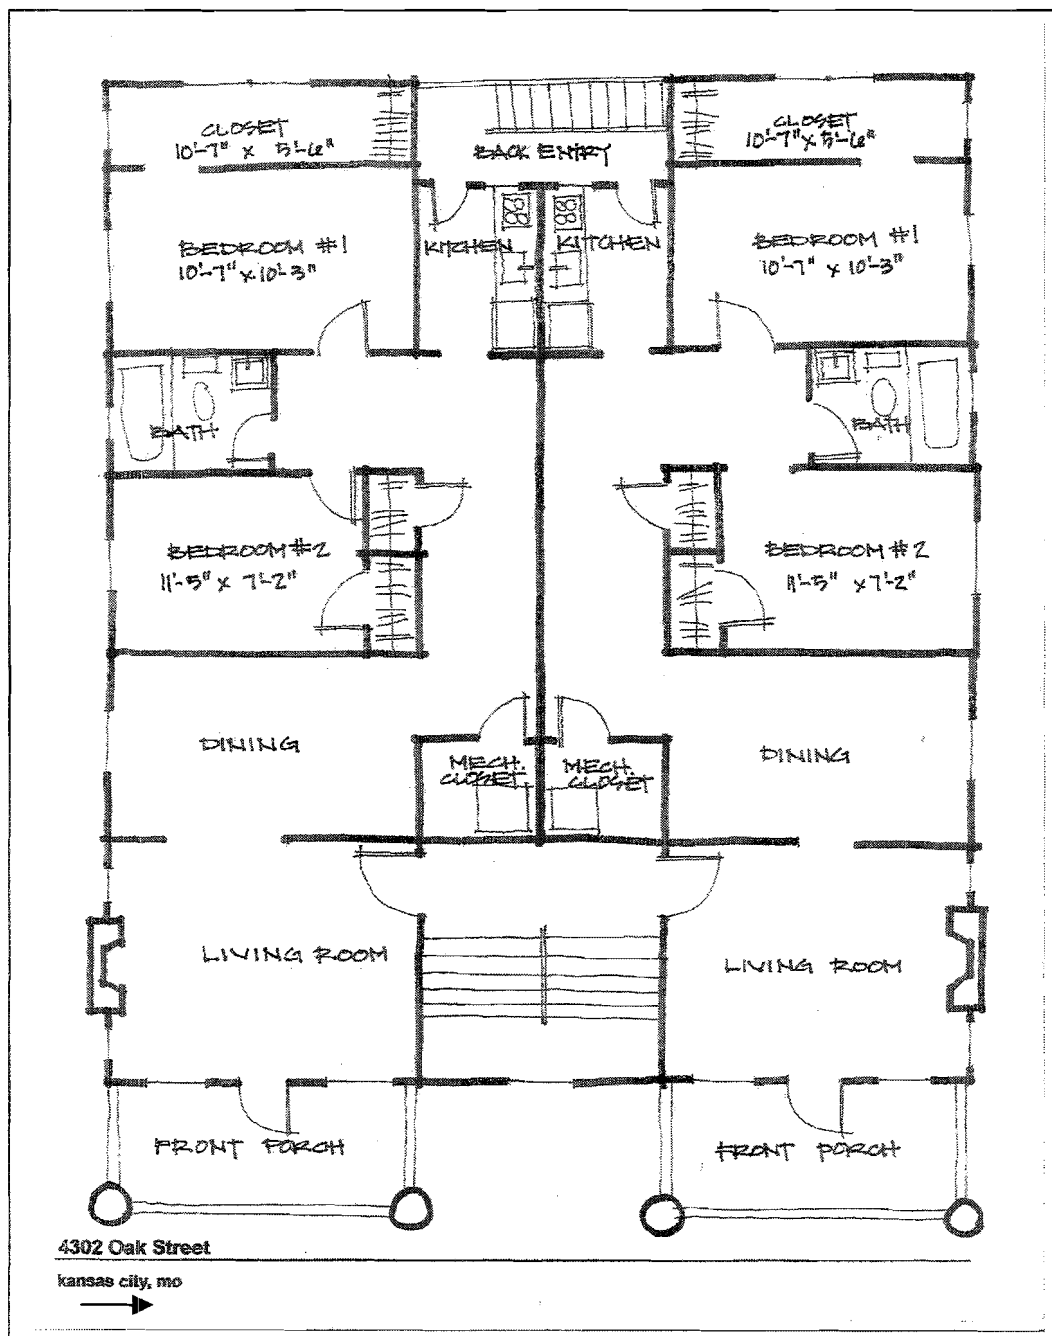 CLOSET
10'-7" x 5'-6"
CLOSET
10'-7" x 5'-6"
BACK ENTRY
BEDROOM #1
10'-7" x 10'-3"
KITCHEN
KITCHEN
BEDROOM #1
10'-7" x 10'-3"
BATH
BATH
BEDROOM #2
11'-5" x 7'-2"
BEDROOM #2
11'-5" x 7'-2"
DINING
MECH.
CLOSET
MECH.
CLOSET
DINING
LIVING ROOM
LIVING ROOM
FRONT PORCH
FRONT PORCH
4302 Oak Street
kansas city, mo